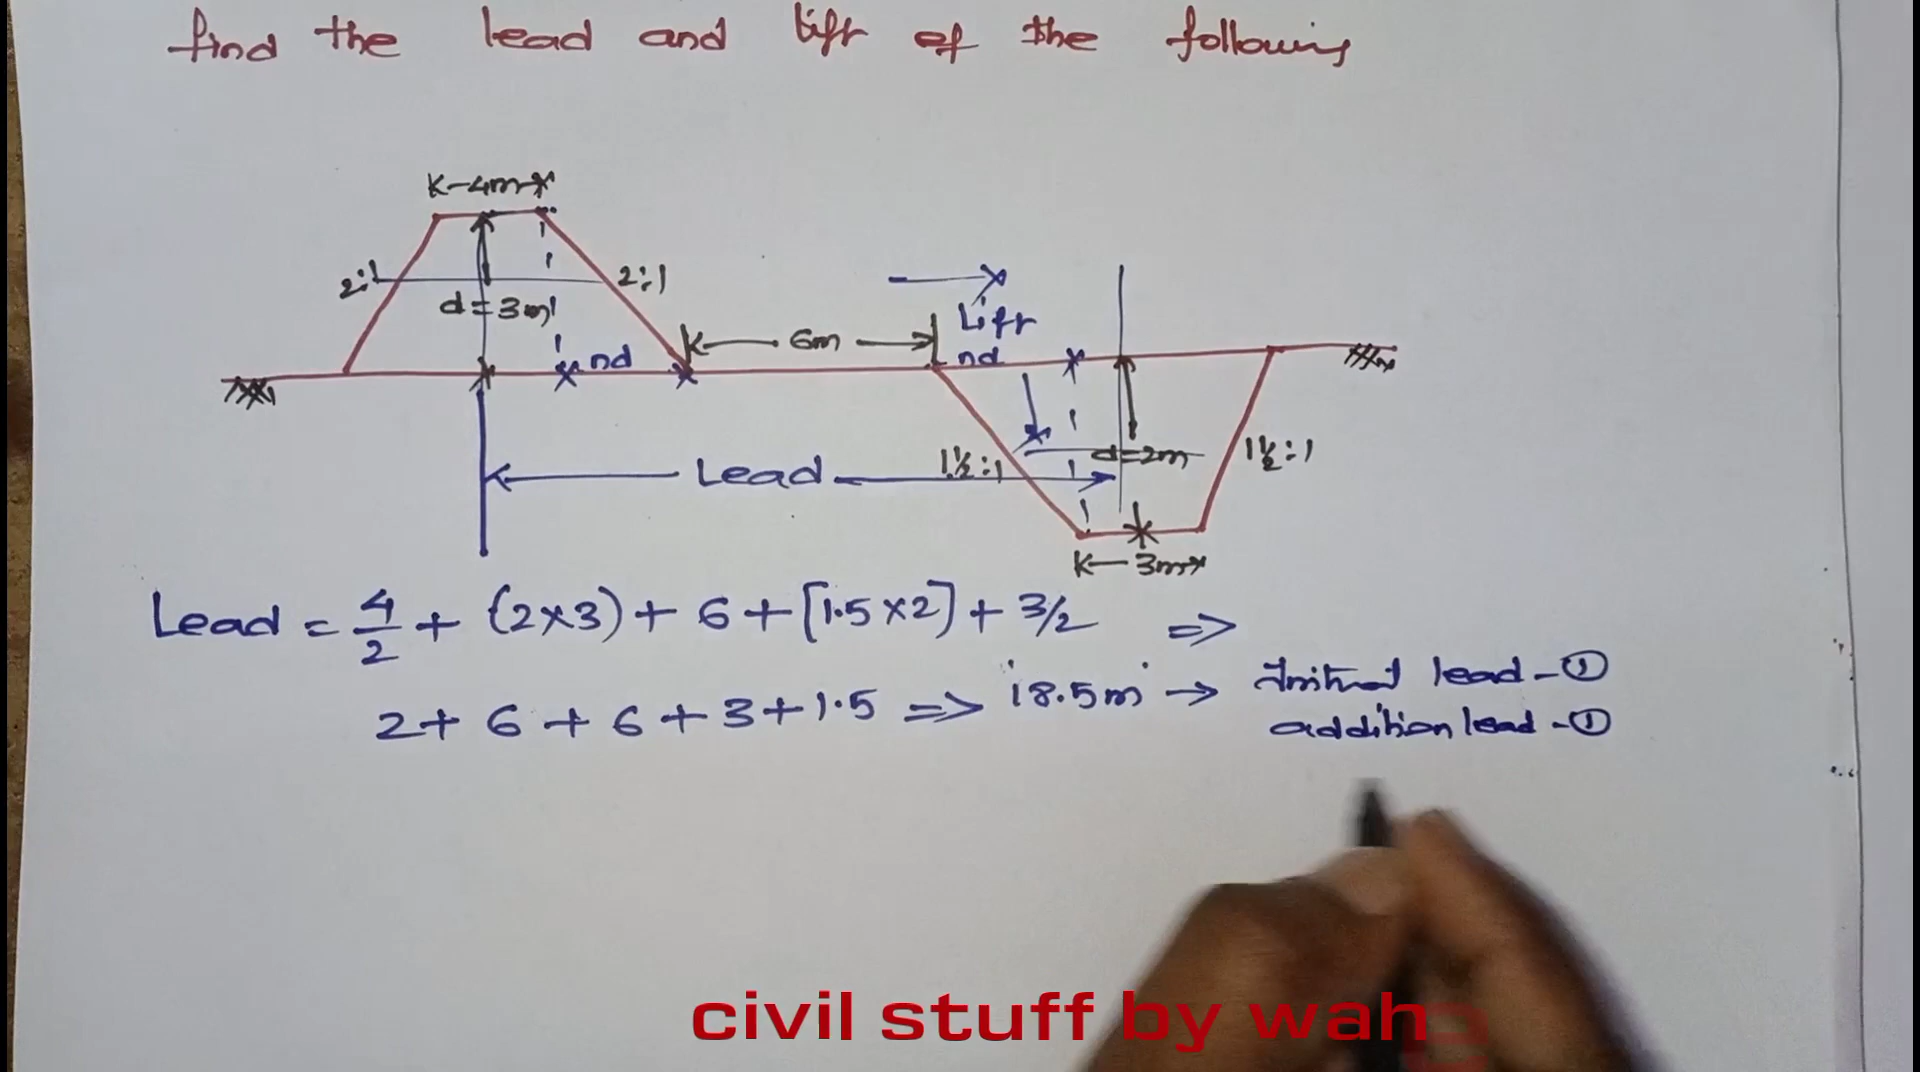 find the lead and lift of the following
K-4m-*
2:1
2:1
d=3m
nd
6m
Lift
nd
1½:1
d=2m
1½:1
Lead
K-3m*
Lead = 4/2 + (2×3) + 6 + [1.5×2] + 3/2 =>
2 + 6 + 6 + 3 + 1.5 => 18.5m → Initial lead - ①
addition lead - ①
civil stuff by wahe